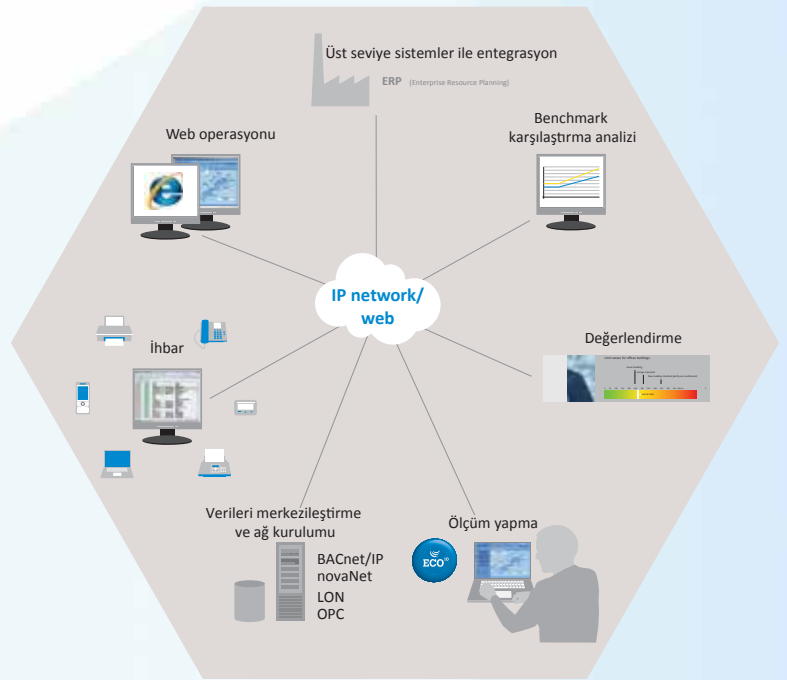 Üst seviye sistemler ile entegrasyon
ERP (Enterprise Resource Planning)
Web operasyonu
Benchmark
karşılaştırma analizi
IP network/
web
İhbar
Değerlendirme
Verileri merkezileştirme
ve ağ kurulumu
BACnet/IP
novaNet
LON
OPC
Ölçüm yapma
ECO